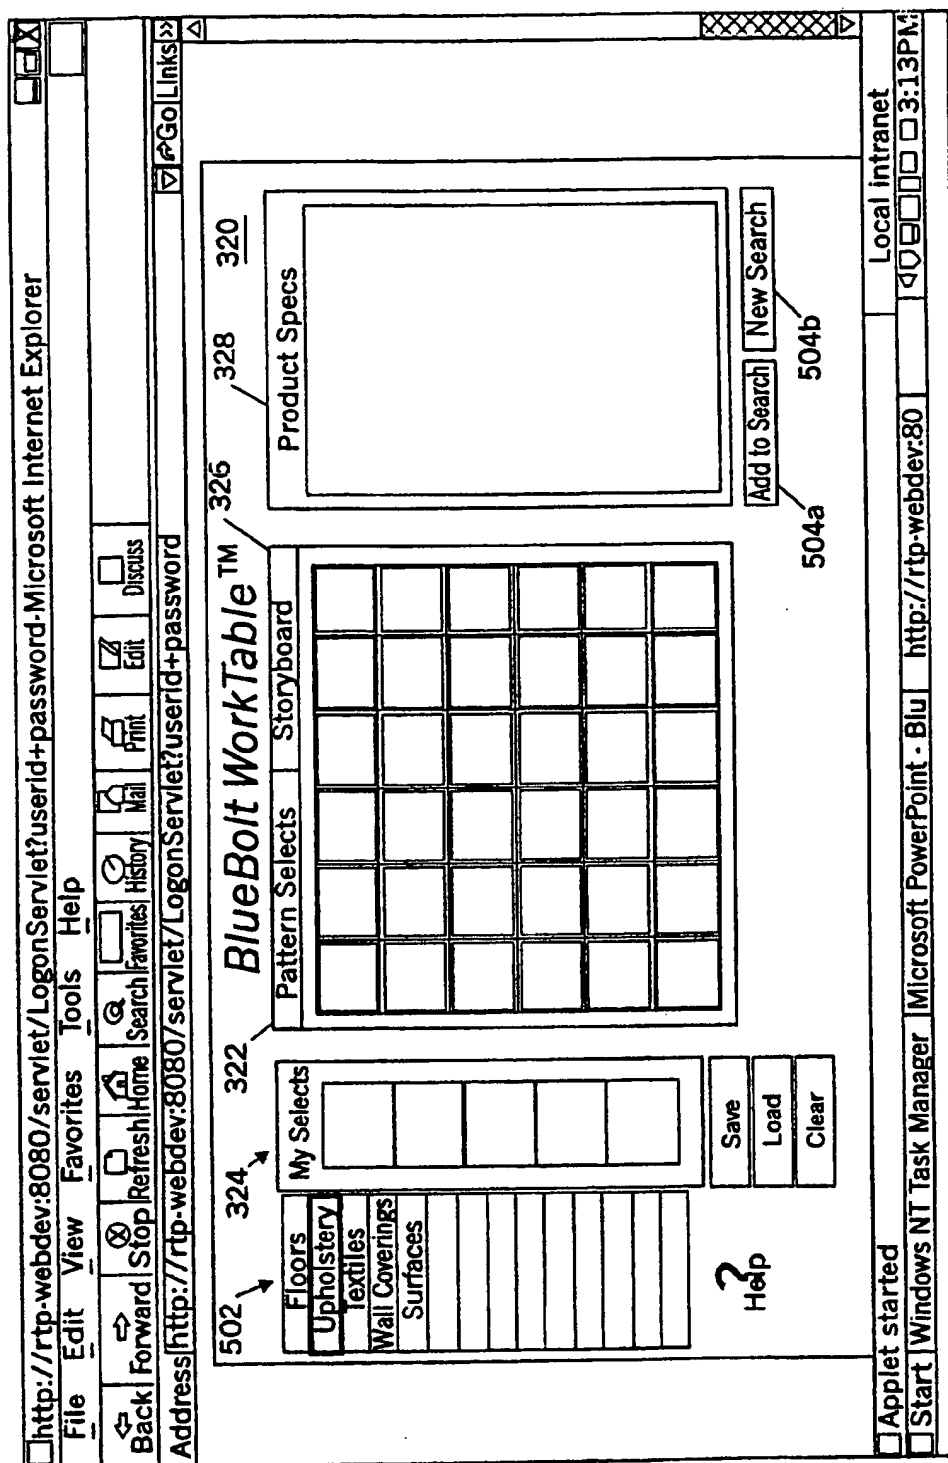 http://rtp-webdev:8080/servlet/LogonServlet?userid+password-Microsoft Internet Explorer
File Edit View Favorites Tools Help
Back Forward Stop Refresh Home Search Favorites History Mail Print Edit Discuss
Address http://rtp-webdev:8080/servlet/LogonServlet?userid+password Go Links »
BlueBolt WorkTable™
502
324
322
326
328
320
Floors
Upholstery
Textiles
Wall Coverings
Surfaces
? Help
My Selects
Save
Load
Clear
Pattern Selects Storyboard
Product Specs
Add to Search New Search
504a
504b
Applet started Local intranet
Start Windows NT Task Manager Microsoft PowerPoint - Blu http://rtp-webdev:80 3:13PM